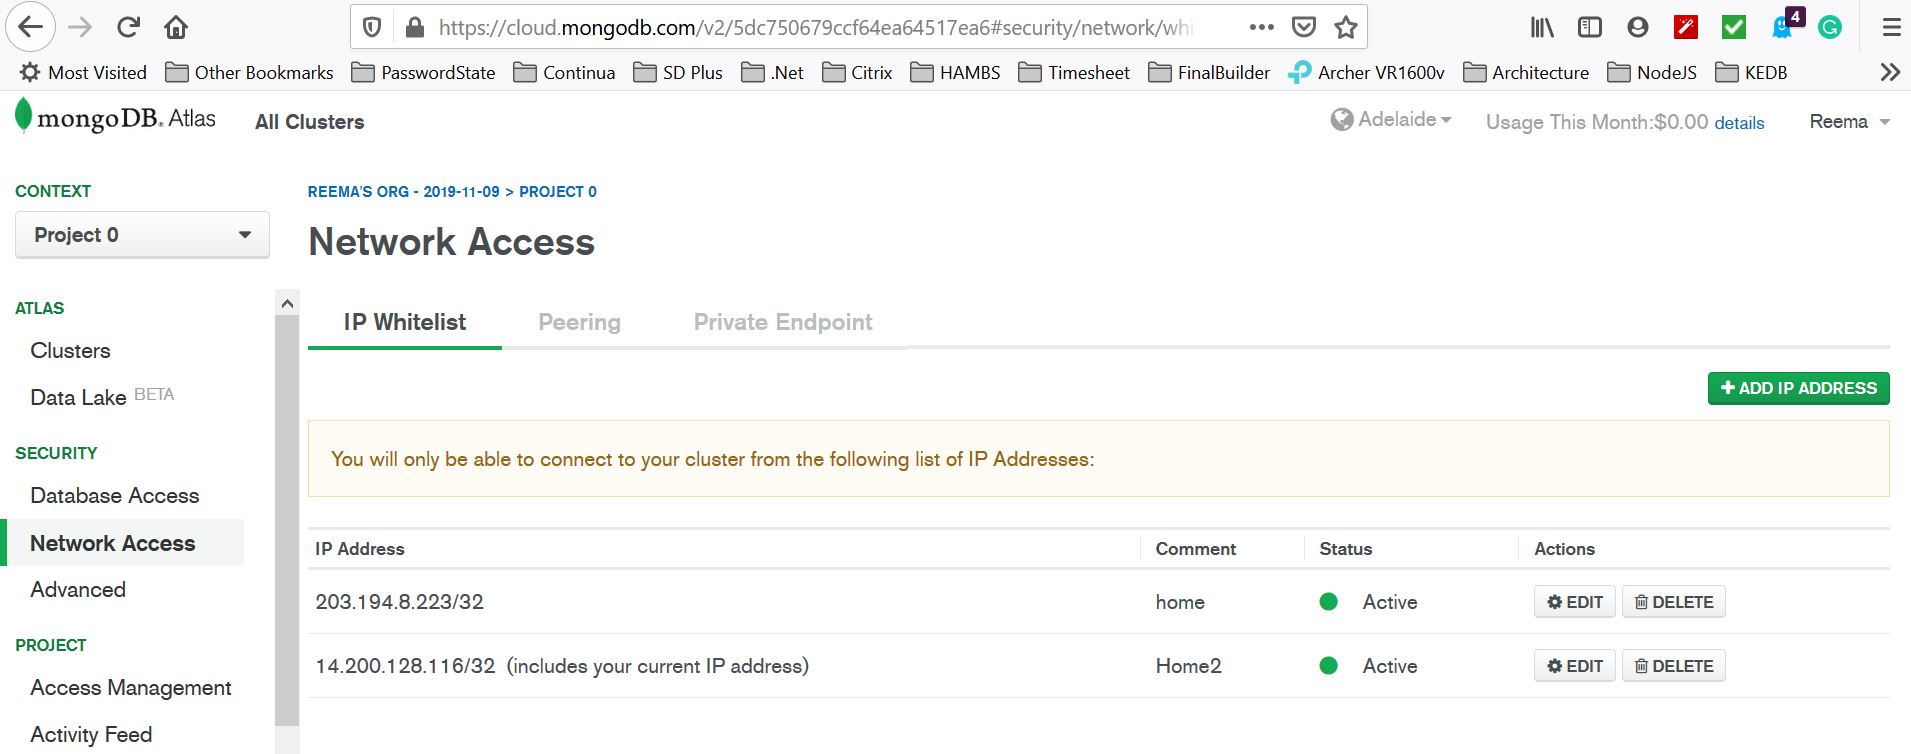 https://cloud.mongodb.com/v2/5dc750679ccf64ea64517ea6#security/network/whi
4
Most Visited Other Bookmarks PasswordState Continua SD Plus .Net Citrix HAMBS Timesheet FinalBuilder Archer VR1600v Architecture NodeJS KEDB
mongoDB. Atlas All Clusters Adelaide Usage This Month:$0.00 details Reema
CONTEXT
Project 0
ATLAS
Clusters
Data Lake BETA
SECURITY
Database Access
Network Access
Advanced
PROJECT
Access Management
Activity Feed
REEMA'S ORG - 2019-11-09 > PROJECT 0
Network Access
IP Whitelist Peering Private Endpoint
+ ADD IP ADDRESS
You will only be able to connect to your cluster from the following list of IP Addresses:
IP Address Comment Status Actions
203.194.8.223/32 home Active EDIT DELETE
14.200.128.116/32 (includes your current IP address) Home2 Active EDIT DELETE